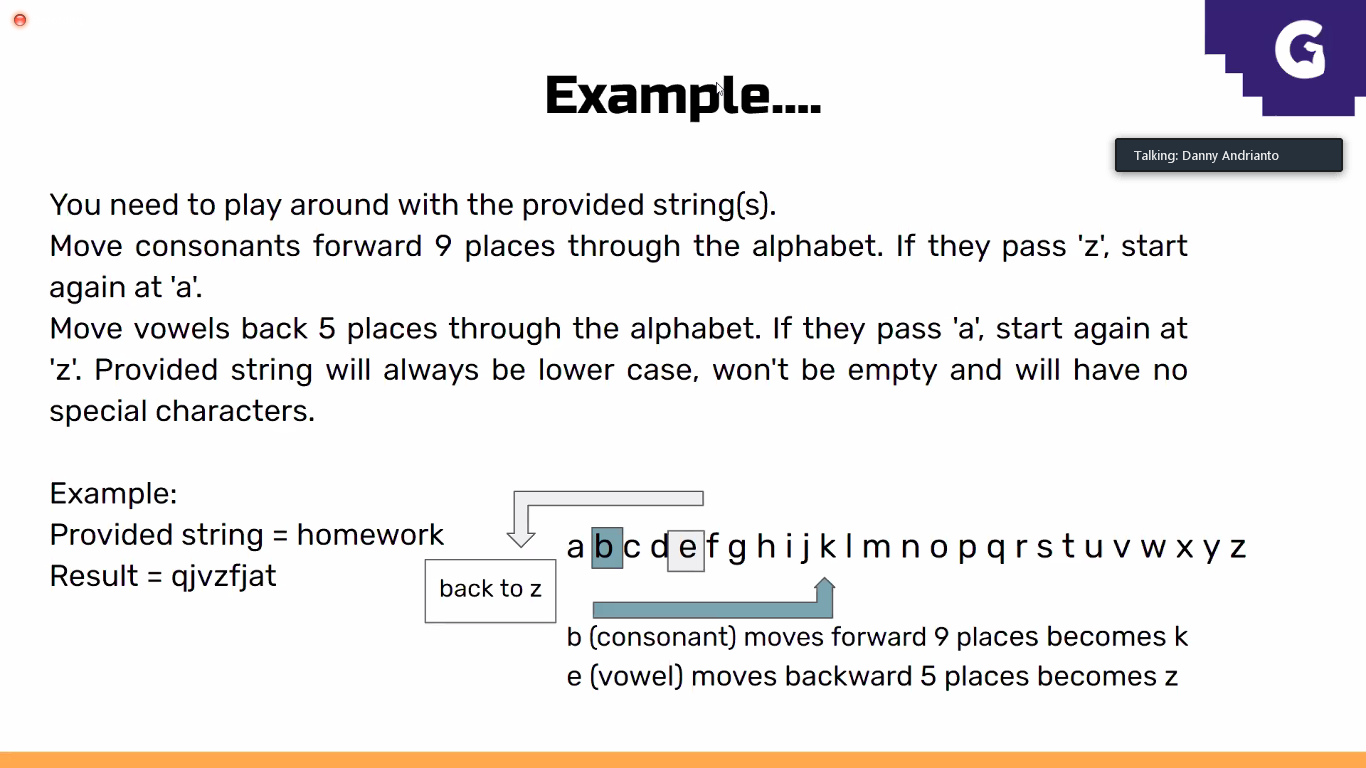 G
Example....
Talking: Danny Andrianto
You need to play around with the provided string(s).
Move consonants forward 9 places through the alphabet. If they pass 'z', start
again at 'a'.
Move vowels back 5 places through the alphabet. If they pass 'a', start again at
'z'. Provided string will always be lower case, won't be empty and will have no
special characters.
Example:
Provided string = homework
Result = qjvzfjat
back to z
a b c d e f g h i j k l m n o p q r s t u v w x y z
b (consonant) moves forward 9 places becomes k
e (vowel) moves backward 5 places becomes z